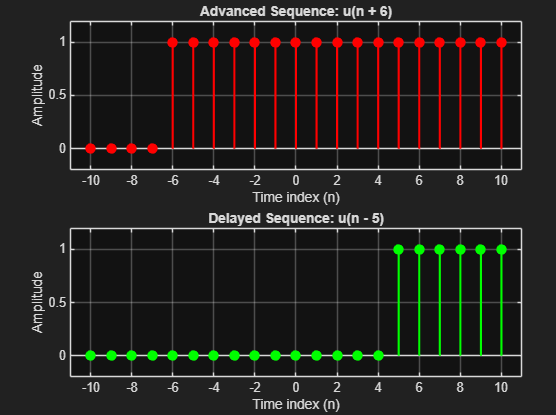 Advanced Sequence: u(n + 6)
1
0.5
0
Amplitude
-10 -8 -6 -4 -2 0 2 4 6 8 10
Time index (n)
Delayed Sequence: u(n - 5)
1
0.5
0
Amplitude
-10 -8 -6 -4 -2 0 2 4 6 8 10
Time index (n)